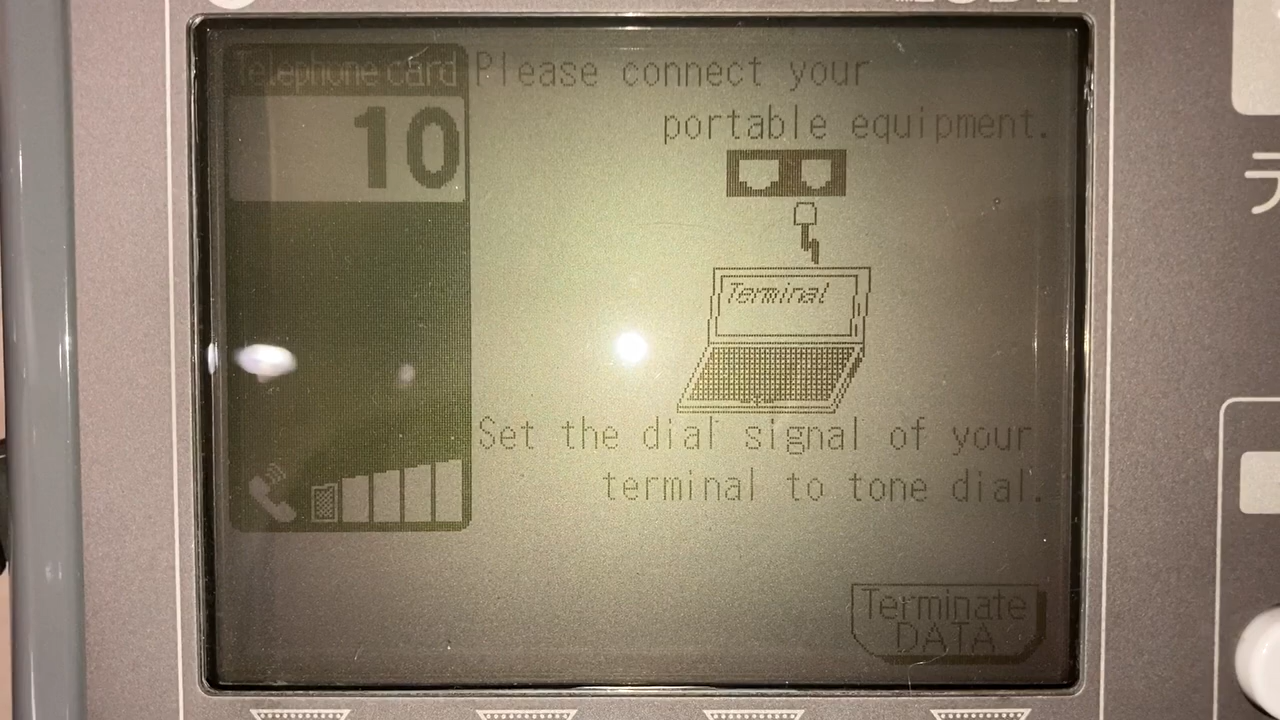 Telephone card
10
Please connect your
portable equipment.
Terminal
Set the dial signal of your
terminal to tone dial.
Terminate
DATA